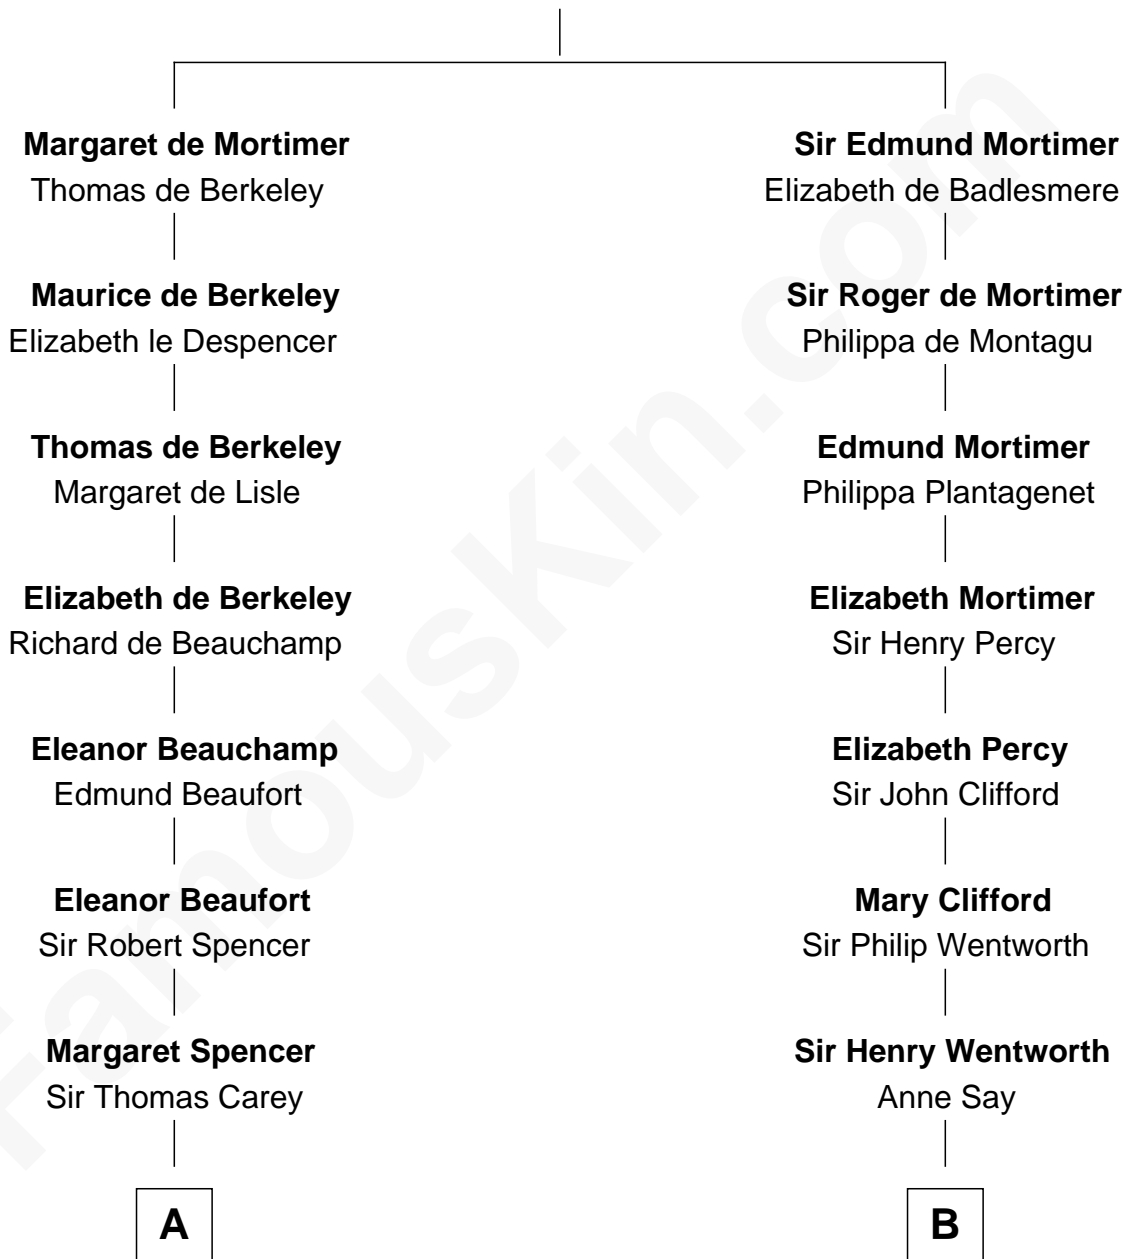 Margaret de Mortimer
Thomas de Berkeley
Maurice de Berkeley
Elizabeth le Despencer
Thomas de Berkeley
Margaret de Lisle
Elizabeth de Berkeley
Richard de Beauchamp
Eleanor Beauchamp
Edmund Beaufort
Eleanor Beaufort
Sir Robert Spencer
Margaret Spencer
Sir Thomas Carey
A
Sir Edmund Mortimer
Elizabeth de Badlesmere
Sir Roger de Mortimer
Philippa de Montagu
Edmund Mortimer
Philippa Plantagenet
Elizabeth Mortimer
Sir Henry Percy
Elizabeth Percy
Sir John Clifford
Mary Clifford
Sir Philip Wentworth
Sir Henry Wentworth
Anne Say
B
FamousKin.com